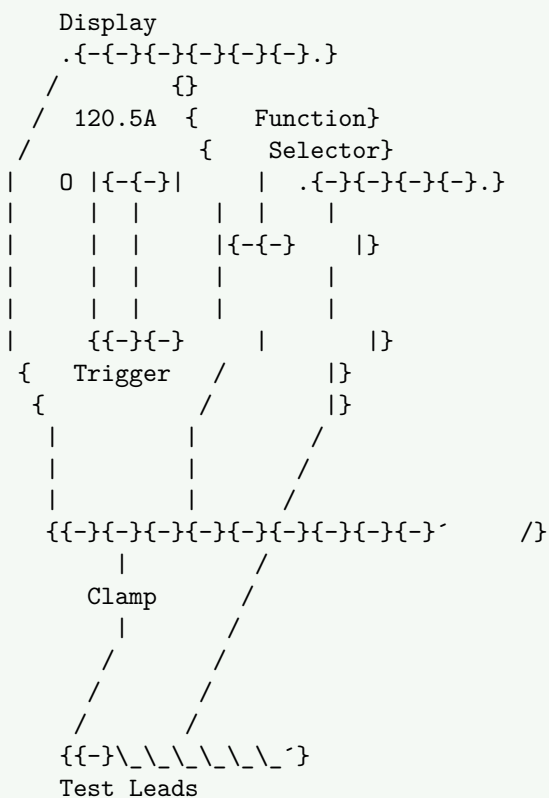 Display
.{-{-}{-}{-}{-}{-}.}
/ {}
/ 120.5A { Function}
/ { Selector}
| O |{-{-}| | .{-}{-}{-}{-}.}
| | | | | |
| | | |{-{-} |}
| | | | |
| | | | |
| {{-}{-} | |}
{ Trigger / |}
{ / |}
| | /
| | /
| | /
{{-}{-}{-}{-}{-}{-}{-}{-}{-}´ /}
| /
Clamp /
| /
/ /
/ /
/ /
{{-}\_\_\_\_\_\_´}
Test Leads